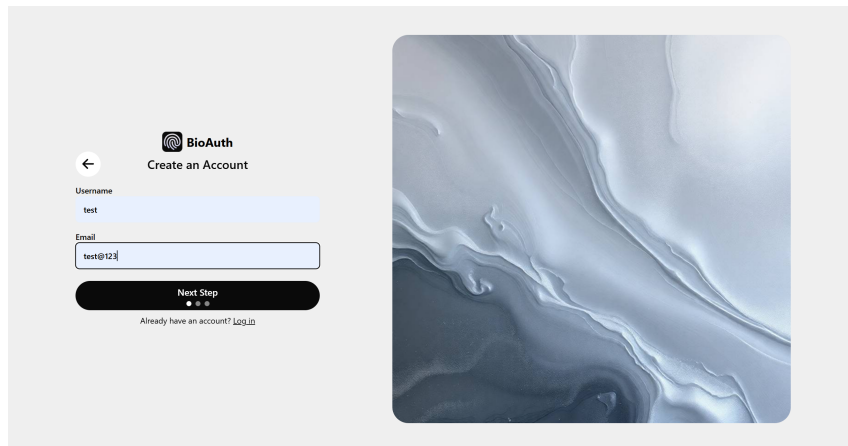 BioAuth
Create an Account
Username
test
Email
test@123
Next Step
Already have an account? Log in